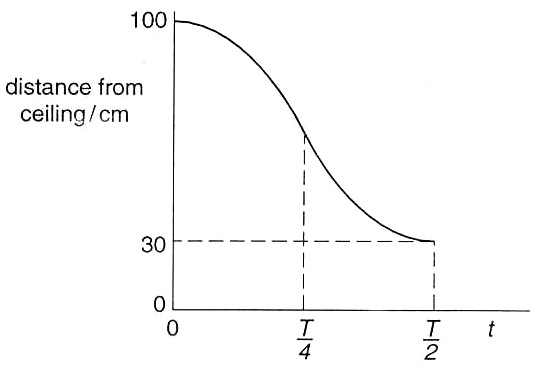 100
distance from
ceiling/cm
30
0
0
T/4
T/2
t